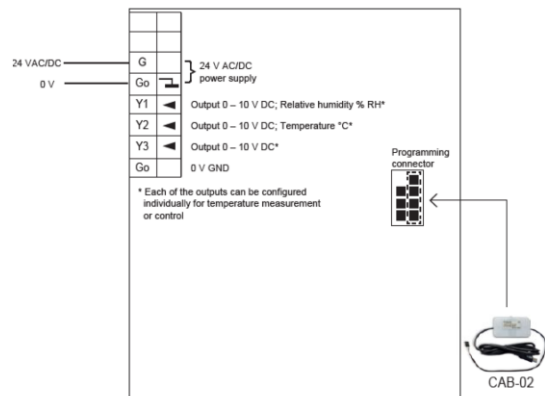 24 VAC/DC
G
24 V AC/DC
power supply
0 V
Go
Y1
Output 0 – 10 V DC; Relative humidity % RH*
Y2
Output 0 – 10 V DC; Temperature °C*
Y3
Output 0 – 10 V DC*
Go
0 V GND
Programming
connector
* Each of the outputs can be configured
individually for temperature measurement
or control
CAB-02